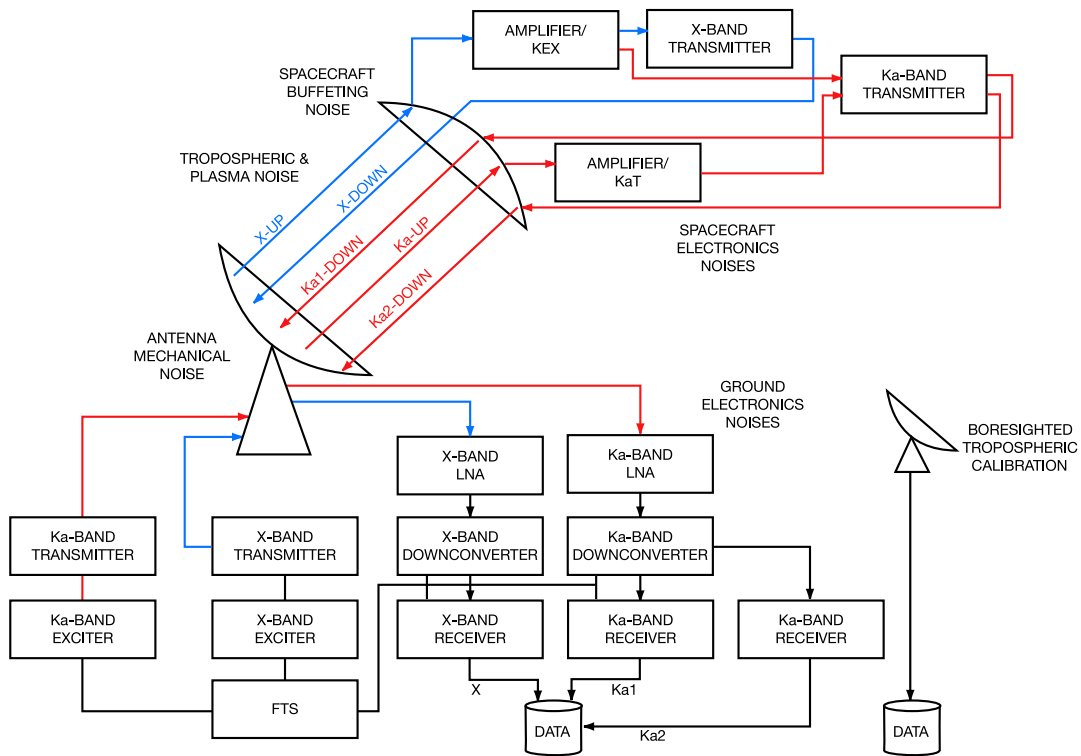 AMPLIFIER/
KEX
X-BAND
TRANSMITTER
Ka-BAND
TRANSMITTER
SPACECRAFT
BUFFETING
NOISE
TROPOSPHERIC &
PLASMA NOISE
AMPLIFIER/
KaT
X-UP
X-DOWN
Ka1-DOWN
Ka-UP
Ka2-DOWN
SPACECRAFT
ELECTRONICS
NOISES
ANTENNA
MECHANICAL
NOISE
GROUND
ELECTRONICS
NOISES
BORESIGHTED
TROPOSPHERIC
CALIBRATION
X-BAND
LNA
Ka-BAND
LNA
Ka-BAND
TRANSMITTER
X-BAND
TRANSMITTER
X-BAND
DOWNCONVERTER
Ka-BAND
DOWNCONVERTER
Ka-BAND
EXCITER
X-BAND
EXCITER
X-BAND
RECEIVER
Ka-BAND
RECEIVER
Ka-BAND
RECEIVER
FTS
X
Ka1
DATA
Ka2
DATA